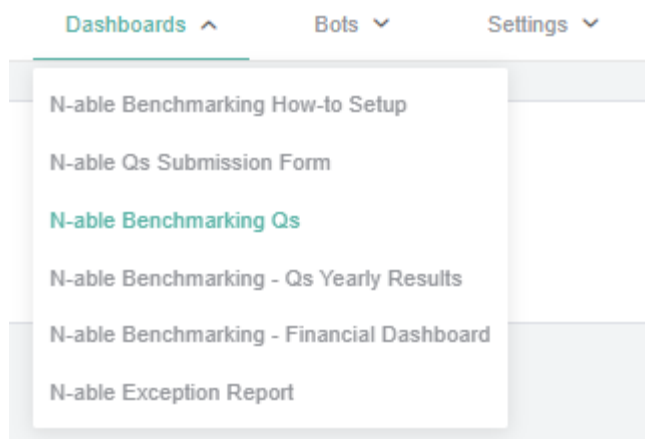 Dashboards Bots Settings
N-able Benchmarking How-to Setup
N-able Qs Submission Form
N-able Benchmarking Qs
N-able Benchmarking - Qs Yearly Results
N-able Benchmarking - Financial Dashboard
N-able Exception Report